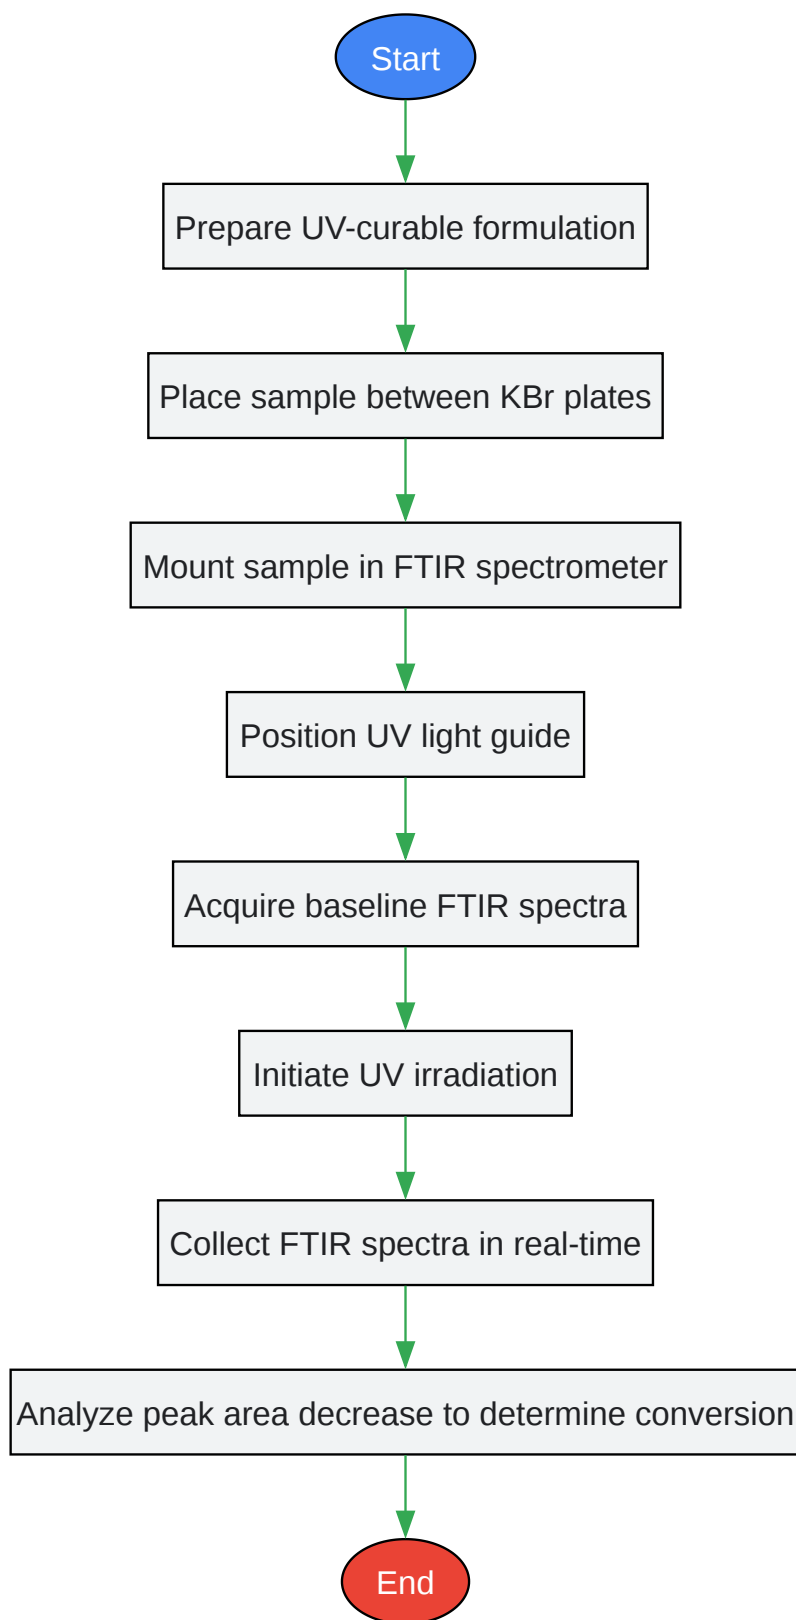 Start
Prepare UV-curable formulation
Place sample between KBr plates
Mount sample in FTIR spectrometer
Position UV light guide
Acquire baseline FTIR spectra
Initiate UV irradiation
Collect FTIR spectra in real-time
Analyze peak area decrease to determine conversion
End